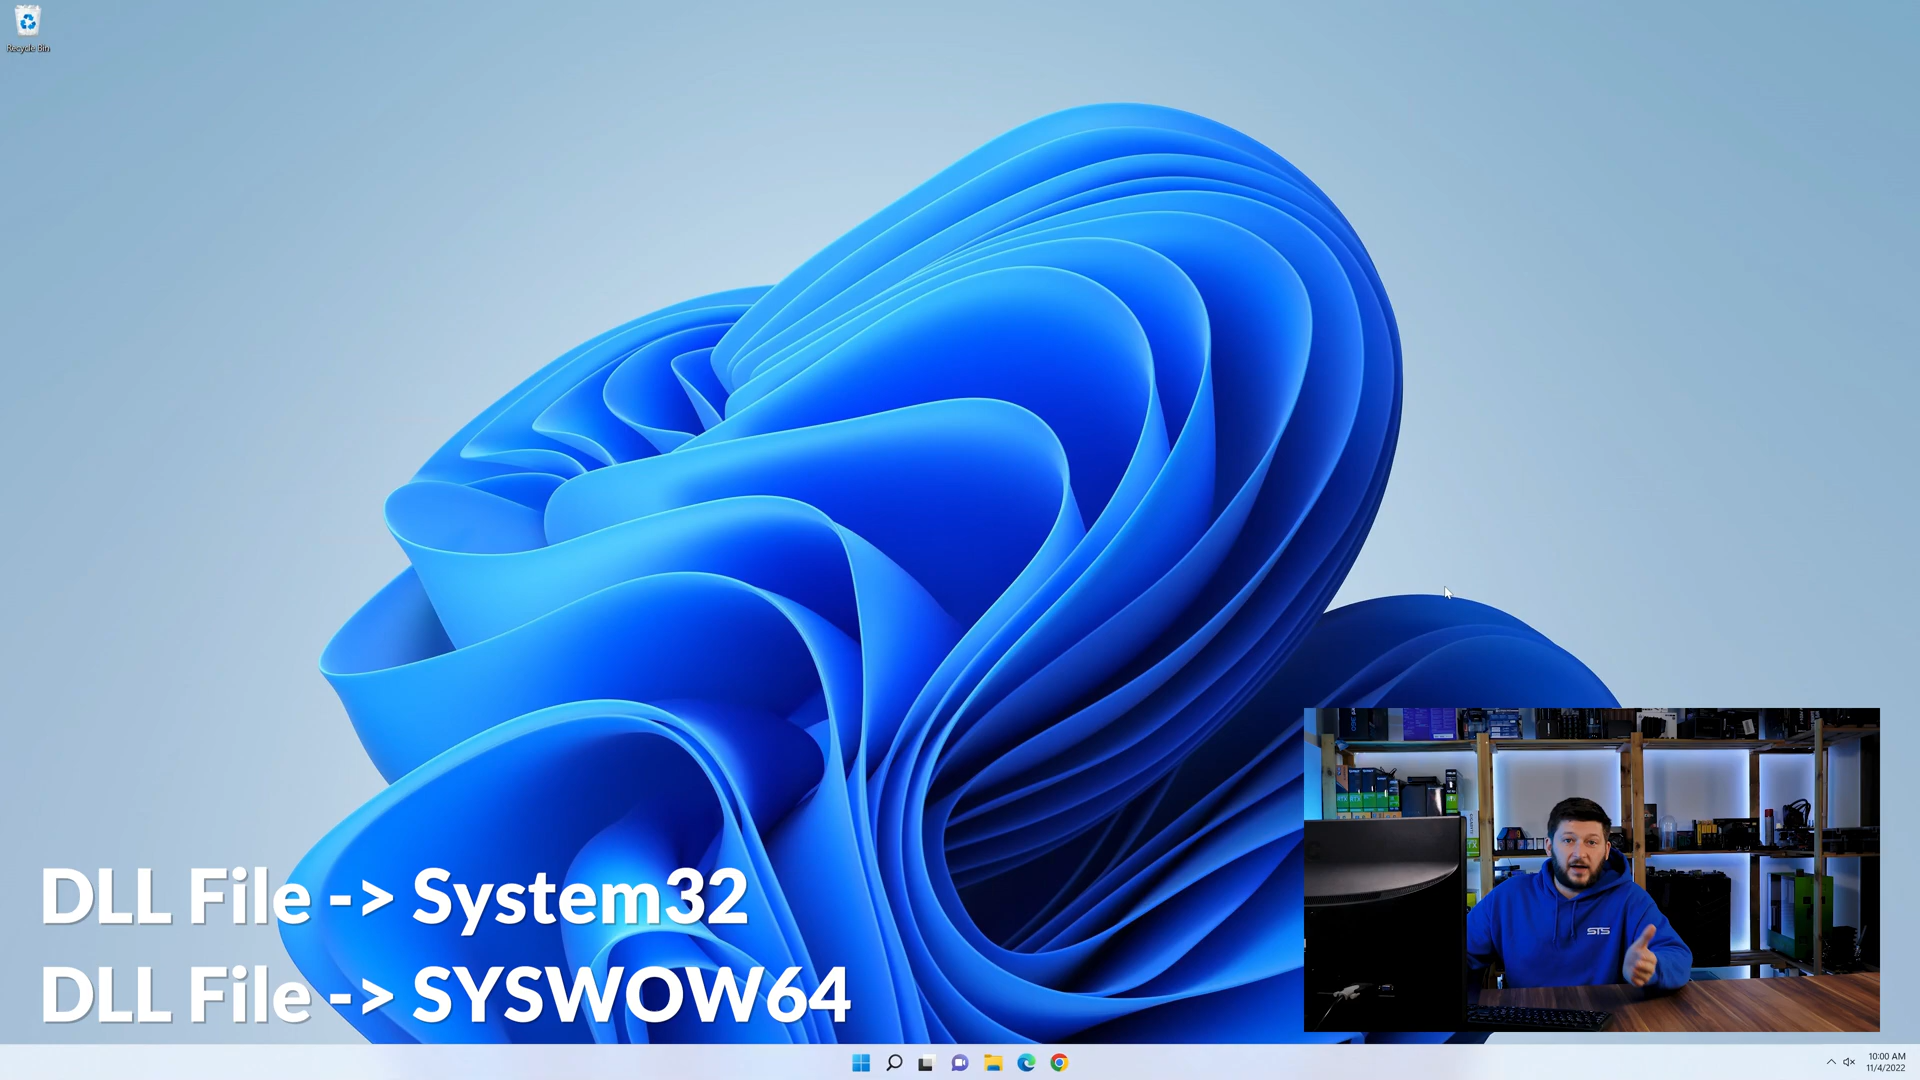 Recycle Bin
DLL File -> System32
DLL File -> SYSWOW64
STS
10:00 AM
11/4/2022